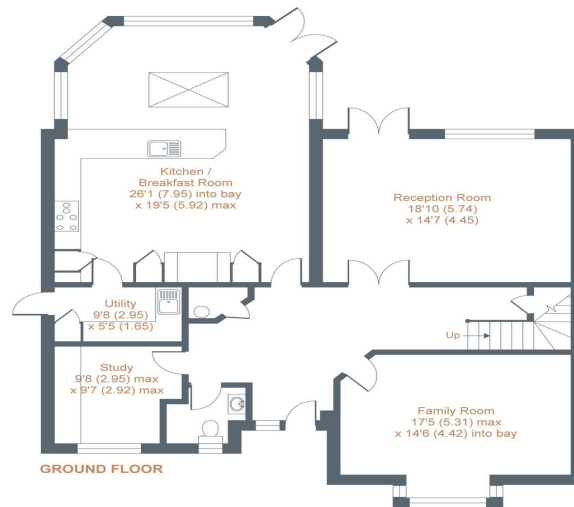 Kitchen /
Breakfast Room
26'1 (7.95) into bay
x 19'5 (5.92) max
Reception Room
18'10 (5.74)
x 14'7 (4.45)
Utility
9'8 (2.95)
x 5'5 (1.65)
Up
Study
9'8 (2.95) max
x 9'7 (2.92) max
Family Room
17'5 (5.31) max
x 14'6 (4.42) into bay
GROUND FLOOR